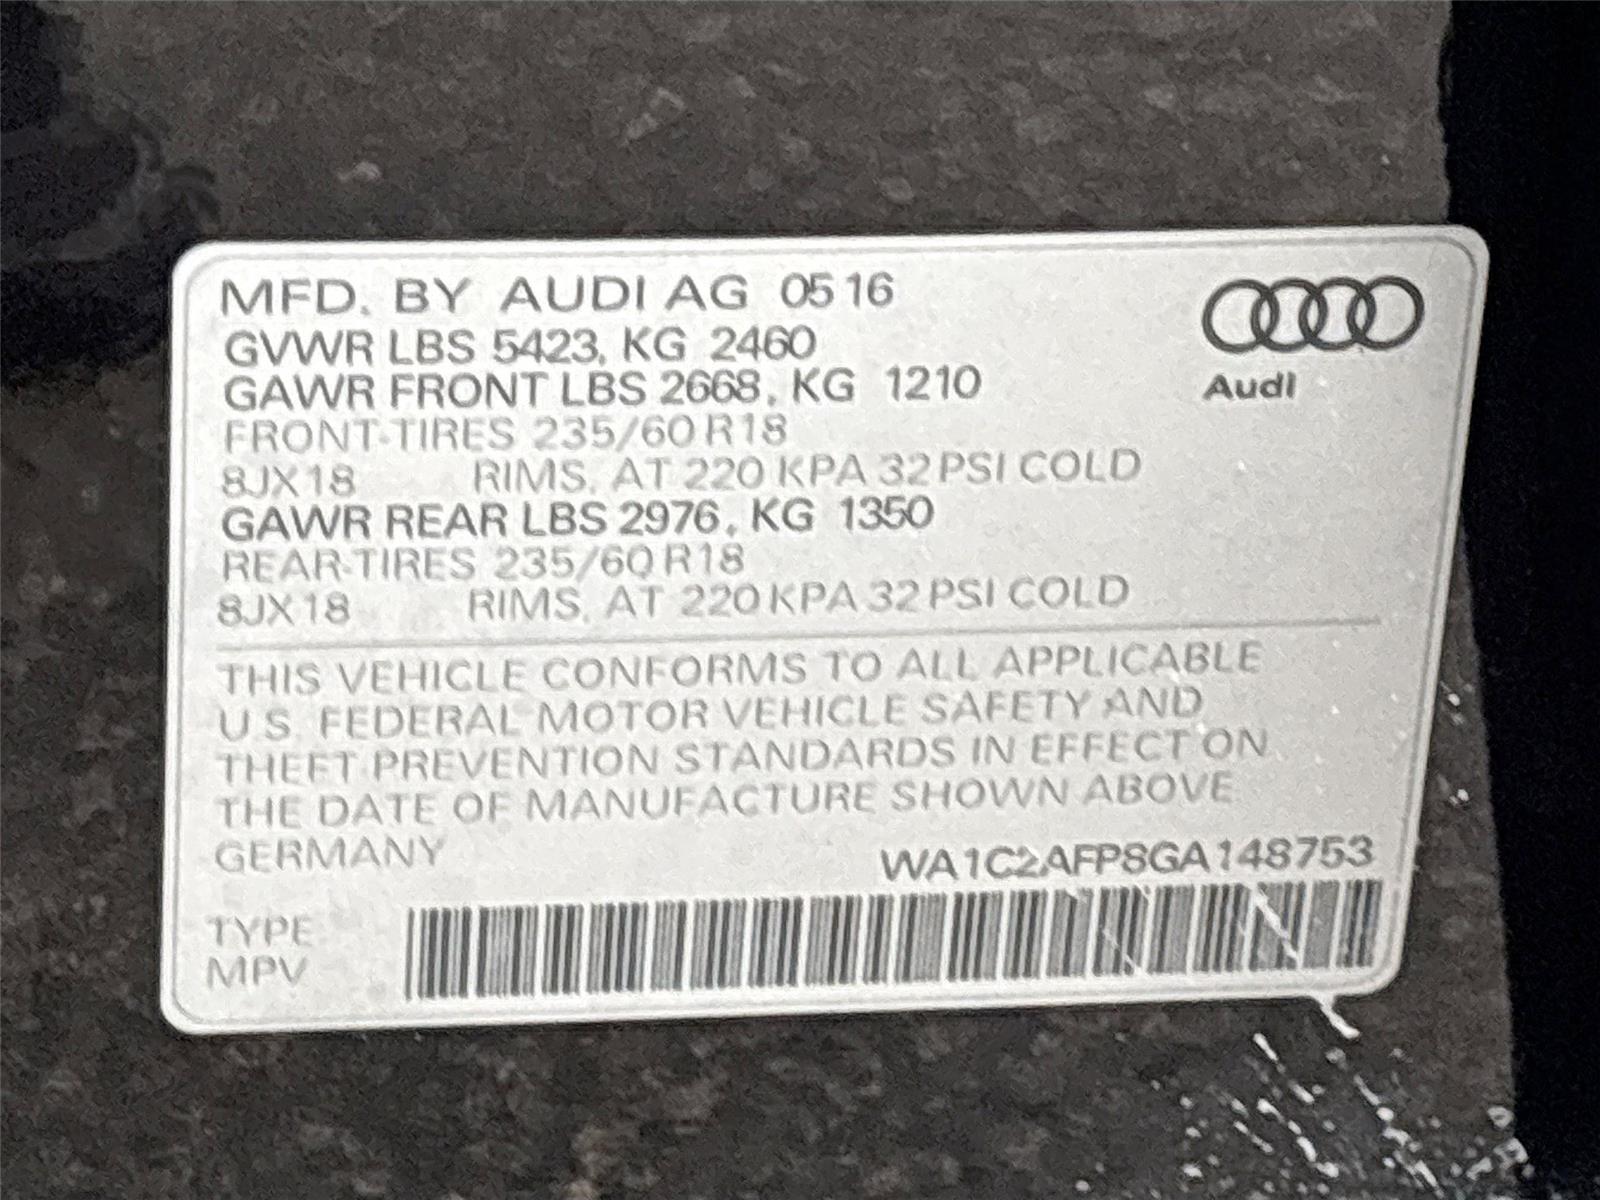 MFD. BY AUDI AG 05 16
GVWR LBS 5423, KG 2460
GAWR FRONT LBS 2668, KG 1210
FRONT-TIRES 235/60 R18
8JX18 RIMS, AT 220 KPA 32 PSI COLD
GAWR REAR LBS 2976, KG 1350
REAR-TIRES 235/60 R18
8JX18 RIMS, AT 220 KPA 32 PSI COLD
Audi
THIS VEHICLE CONFORMS TO ALL APPLICABLE
U.S. FEDERAL MOTOR VEHICLE SAFETY AND
THEFT PREVENTION STANDARDS IN EFFECT ON
THE DATE OF MANUFACTURE SHOWN ABOVE
GERMANY WA1C2AFP8GA148753
TYPE
MPV